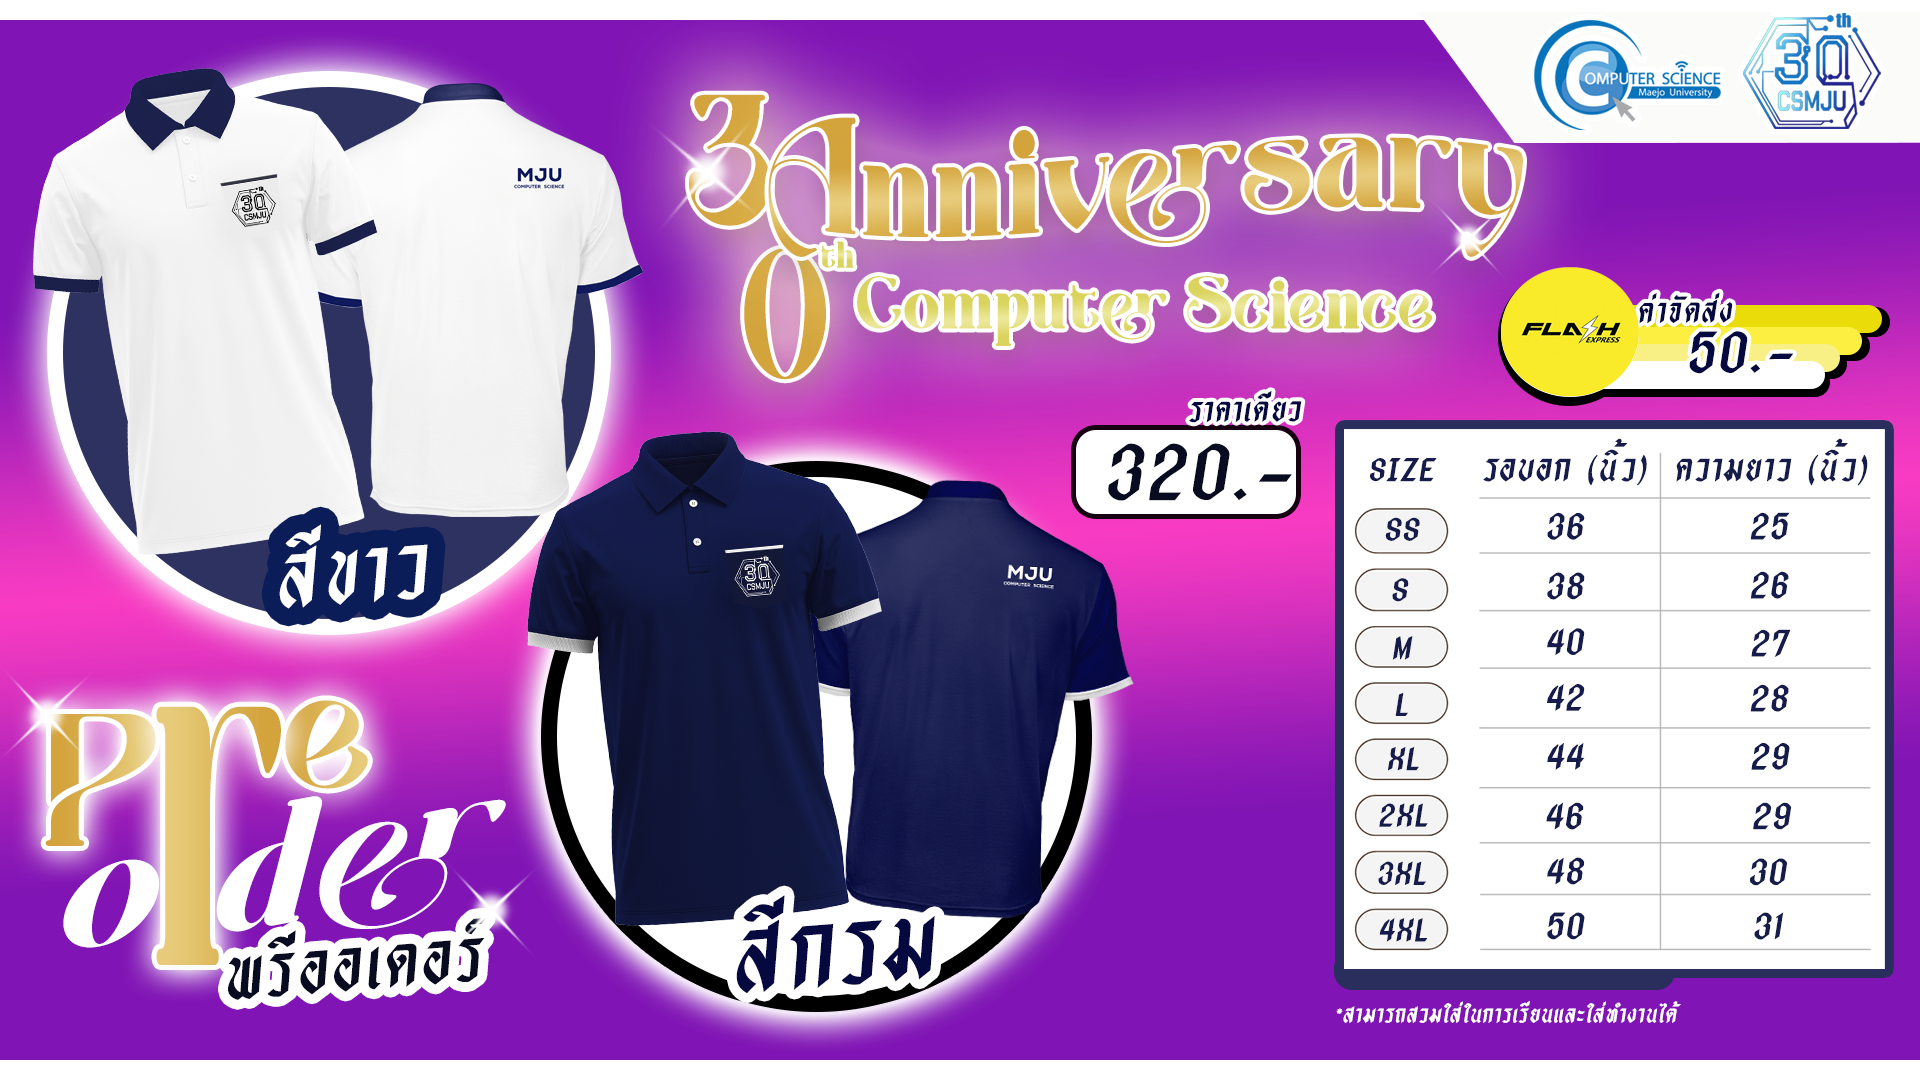 COMPUTER SCIENCE
Maejo University
30th
CSMJU
30th Anniversary
Computer Science
MJU
COMPUTER SCIENCE
30th
CSMJU
สีขาว
FLASH
EXPRESS
ค่าจัดส่ง
50.-
ราคาเดียว
320.-
MJU
COMPUTER SCIENCE
30th
CSMJU
สีกรม
Pre
order
พรีออเดอร์
SIZE รอบอก (นิ้ว) ความยาว (นิ้ว)
SS 36 25
S 38 26
M 40 27
L 42 28
XL 44 29
2XL 46 29
3XL 48 30
4XL 50 31
*สามารถสวมใส่ในการเรียนและใส่ทำงานได้